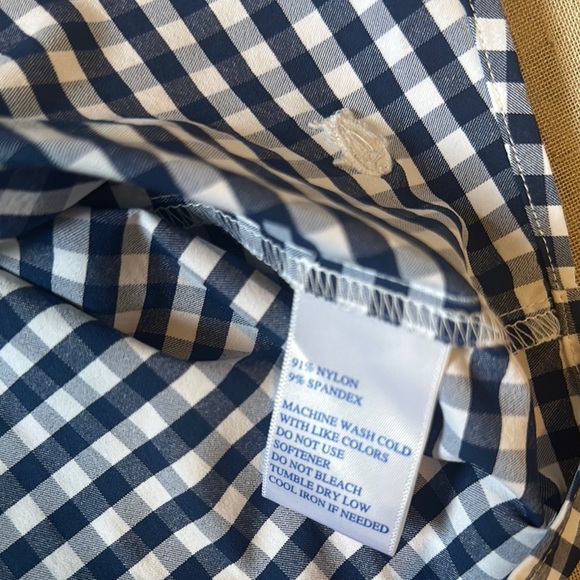 91% NYLON
9% SPANDEX
MACHINE WASH COLD
WITH LIKE COLORS
DO NOT USE
SOFTENER
DO NOT BLEACH
TUMBLE DRY LOW
COOL IRON IF NEEDED